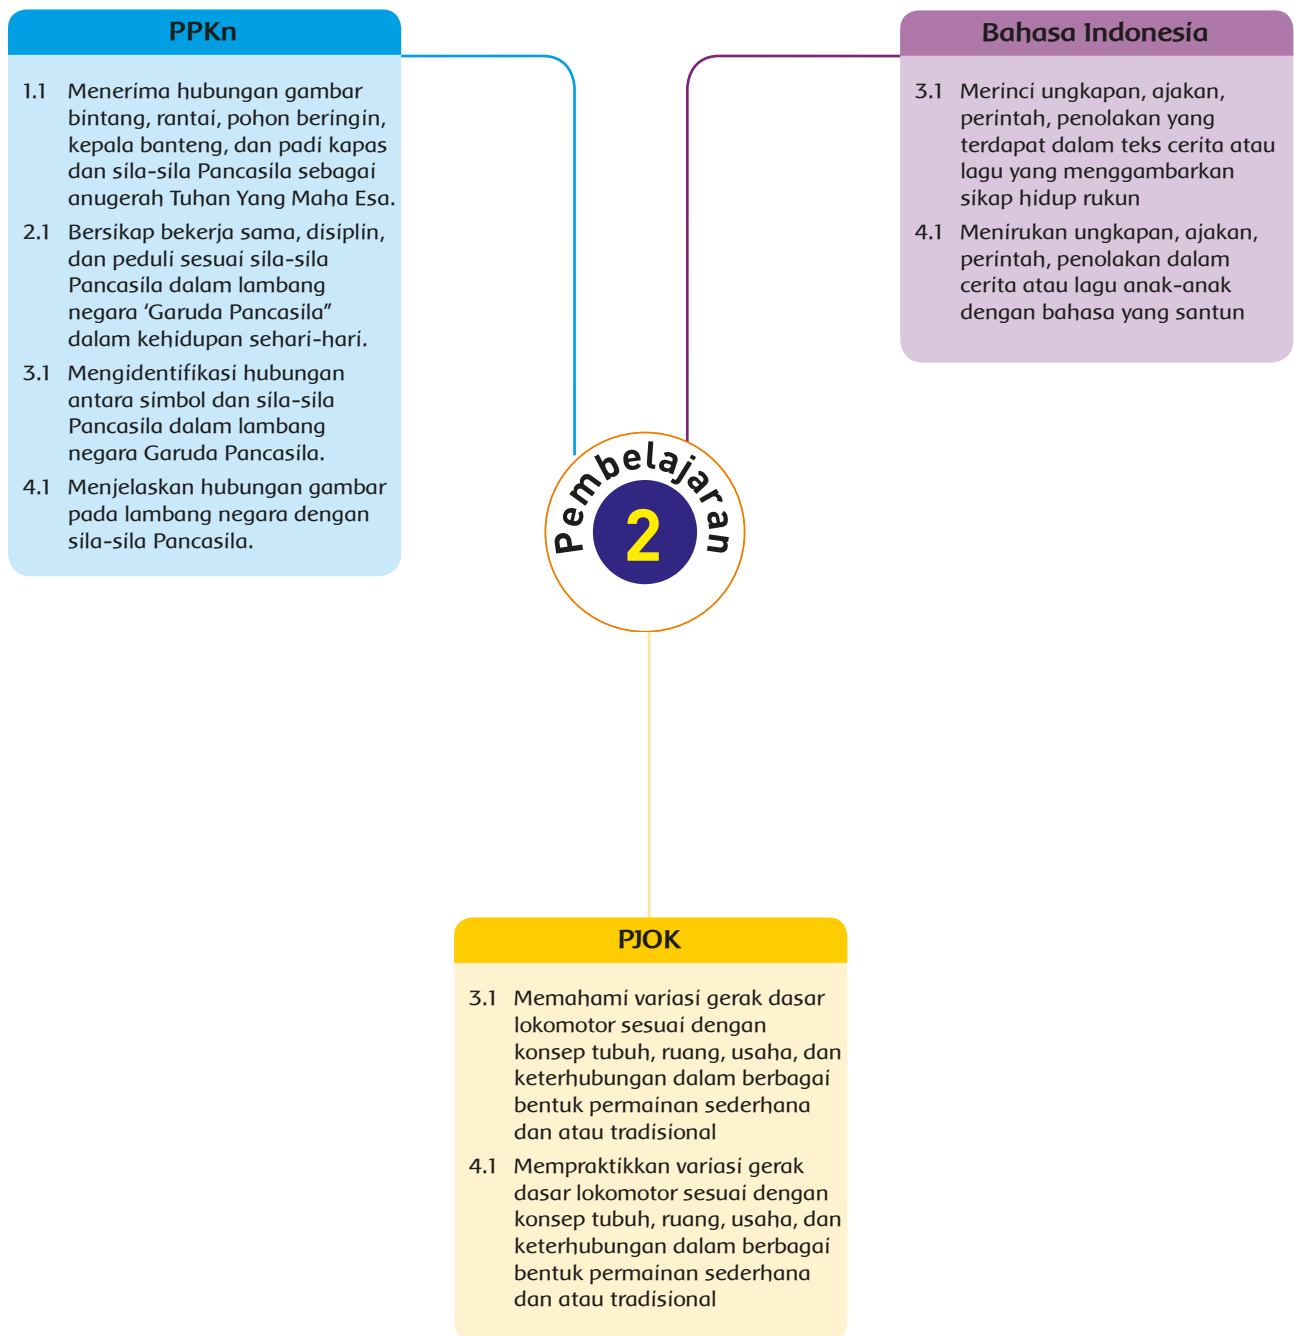 PPKn
1.1 Menerima hubungan gambar
bintang, rantai, pohon beringin,
kepala banteng, dan padi kapas
dan sila-sila Pancasila sebagai
anugerah Tuhan Yang Maha Esa.
2.1 Bersikap bekerja sama, disiplin,
dan peduli sesuai sila-sila
Pancasila dalam lambang
negara ‘Garuda Pancasila”
dalam kehidupan sehari-hari.
3.1 Mengidentifikasi hubungan
antara simbol dan sila-sila
Pancasila dalam lambang
negara Garuda Pancasila.
4.1 Menjelaskan hubungan gambar
pada lambang negara dengan
sila-sila Pancasila.
Bahasa Indonesia
3.1 Merinci ungkapan, ajakan,
perintah, penolakan yang
terdapat dalam teks cerita atau
lagu yang menggambarkan
sikap hidup rukun
4.1 Menirukan ungkapan, ajakan,
perintah, penolakan dalam
cerita atau lagu anak-anak
dengan bahasa yang santun
Pembelajaran
2
PJOK
3.1 Memahami variasi gerak dasar
lokomotor sesuai dengan
konsep tubuh, ruang, usaha, dan
keterhubungan dalam berbagai
bentuk permainan sederhana
dan atau tradisional
4.1 Mempraktikkan variasi gerak
dasar lokomotor sesuai dengan
konsep tubuh, ruang, usaha, dan
keterhubungan dalam berbagai
bentuk permainan sederhana
dan atau tradisional